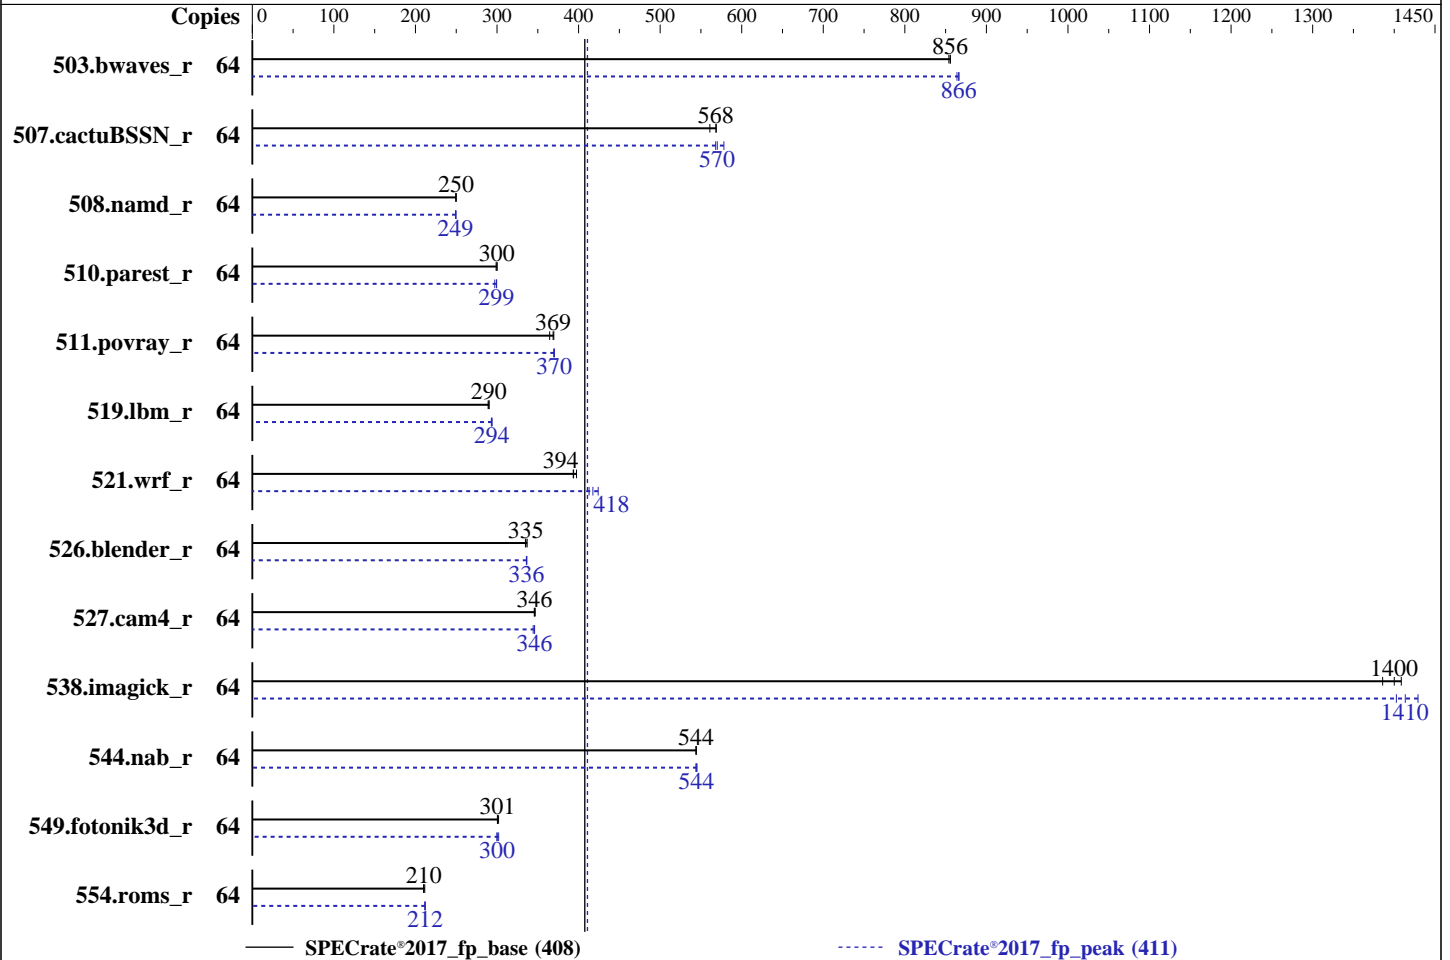 Copies 0 100 200 300 400 500 600 700 800 900 1000 1100 1200 1300 1450
503.bwaves_r 64 856
866
507.cactuBSSN_r 64 568
570
508.namd_r 64 250
249
510.parest_r 64 300
299
511.povray_r 64 369
370
519.lbm_r 64 290
294
521.wrf_r 64 394
418
526.blender_r 64 335
336
527.cam4_r 64 346
346
538.imagick_r 64 1400
1410
544.nab_r 64 544
544
549.fotonik3d_r 64 301
300
554.roms_r 64 210
212
SPECrate®2017_fp_base (408) SPECrate®2017_fp_peak (411)